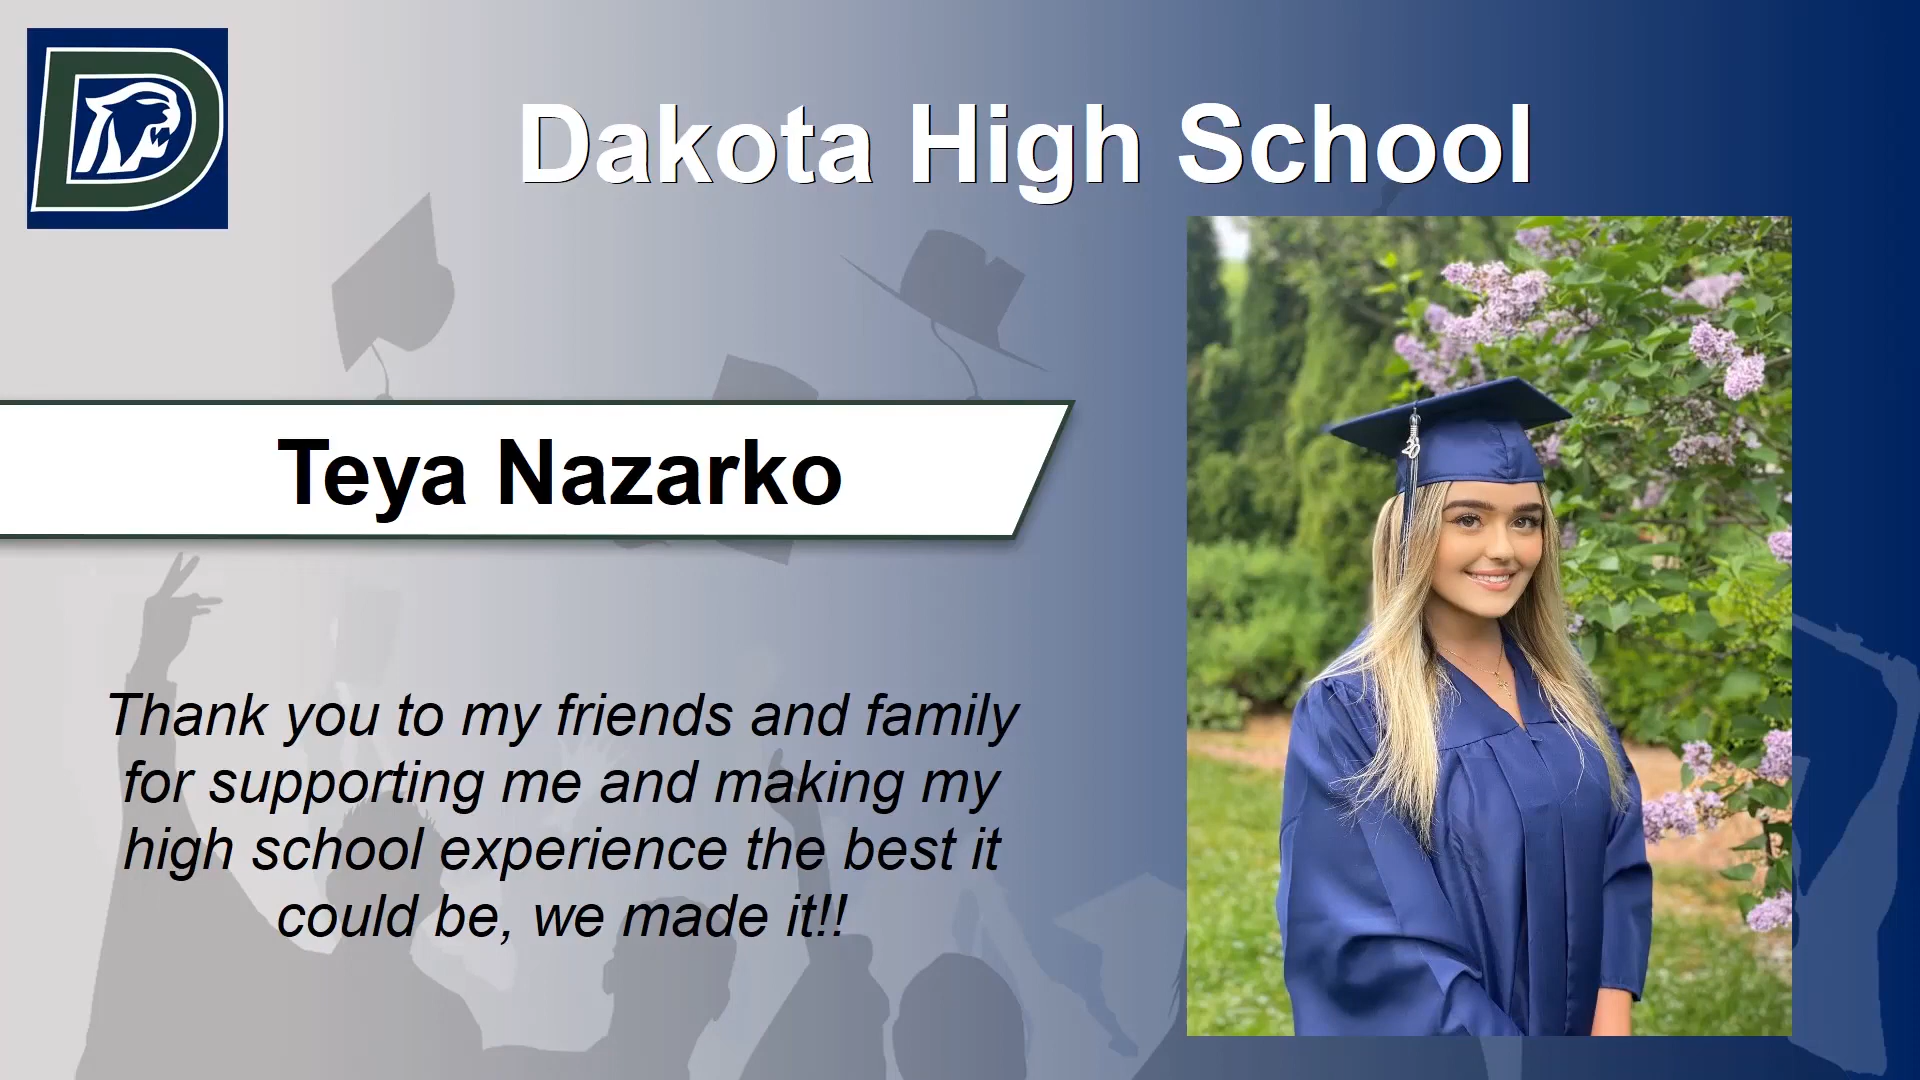 D
Dakota High School
20
Teya Nazarko
Thank you to my friends and family
for supporting me and making my
high school experience the best it
could be, we made it!!